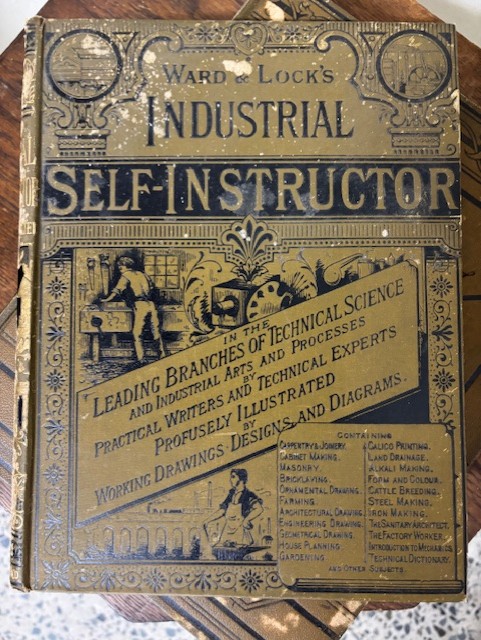 WARD & LOCK'S
INDUSTRIAL
SELF-INSTRUCTOR
IN THE
LEADING BRANCHES OF TECHNICAL SCIENCE
AND INDUSTRIAL ARTS AND PROCESSES
BY
PRACTICAL WRITERS AND TECHNICAL EXPERTS
PROFUSELY ILLUSTRATED
BY
WORKING DRAWINGS, DESIGNS, AND DIAGRAMS.
CONTAINING
CARPENTRY & JOINERY.
CABINET MAKING.
MASONRY.
BRICKLAYING.
ORNAMENTAL DRAWING.
FARMING.
ARCHITECTURAL DRAWING.
ENGINEERING DRAWING.
GEOMETRICAL DRAWING.
HOUSE PLANNING.
GARDENING.
CALICO PRINTING.
LAND DRAINAGE.
ALKALI MAKING.
FORM AND COLOUR.
CATTLE BREEDING.
STEEL MAKING.
IRON MAKING.
THE SANITARY ARCHITECT.
THE FACTORY WORKER.
INTRODUCTION TO MECHANICS.
TECHNICAL DICTIONARY.
AND OTHER SUBJECTS.